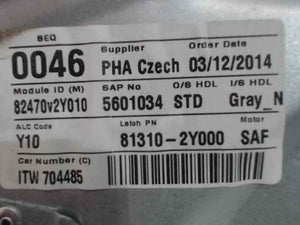 SEQ Supplier Order Date
0046 PHA Czech 03/12/2014
Module ID (M) SAP No O/S HDL I/S HDL
82470v2Y010 5601034 STD Gray_N
ALC Code Latch PN Motor
Y10 81310-2Y000 SAF
Car Number (C)
ITW 704485